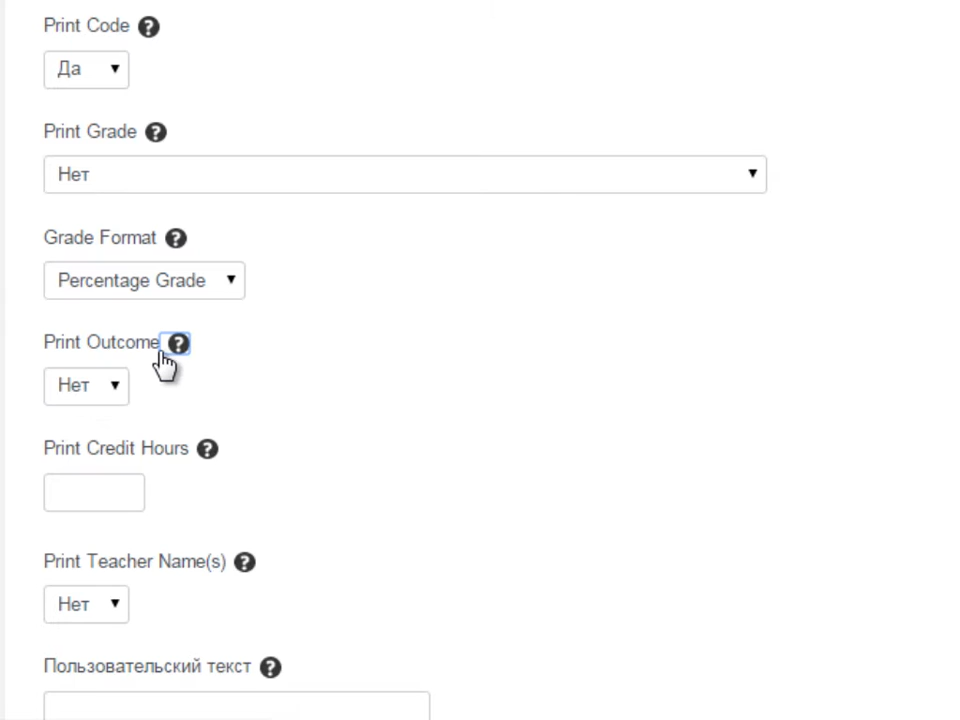 Print Code
Да
Print Grade
Нет
Grade Format
Percentage Grade
Print Outcome
Нет
Print Credit Hours
Print Teacher Name(s)
Нет
Пользовательский текст